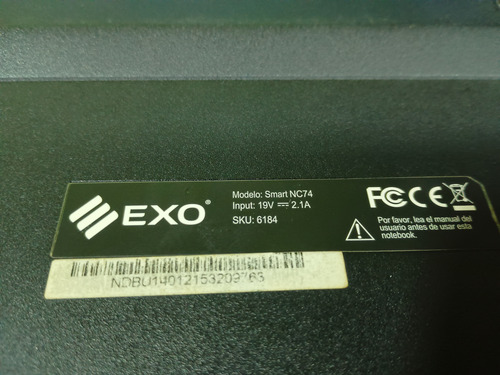 EXO®
Modelo: Smart NC74
Input: 19V ⎓ 2.1A
SKU: 6184
FC CE
Por favor, lea el manual del
usuario antes de usar esta
notebook.